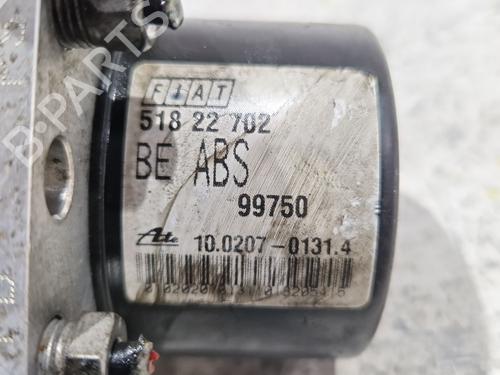 FIAT
518 22 702
BE ABS
99750
Ate 10.0207-0131.4
B-PARTS